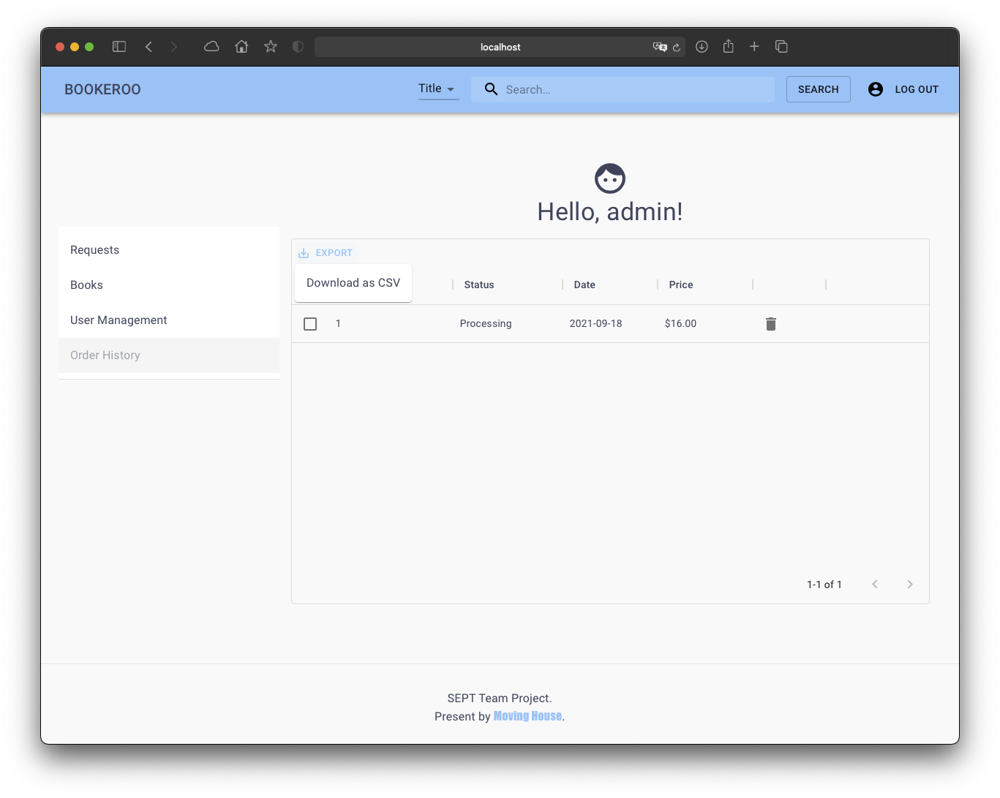 localhost
BOOKEROO
Title
Search...
SEARCH
LOG OUT
Hello, admin!
Requests
Books
User Management
Order History
EXPORT
Download as CSV
Status
Date
Price
1
Processing
2021-09-18
$16.00
1-1 of 1
SEPT Team Project.
Present by Moving House.